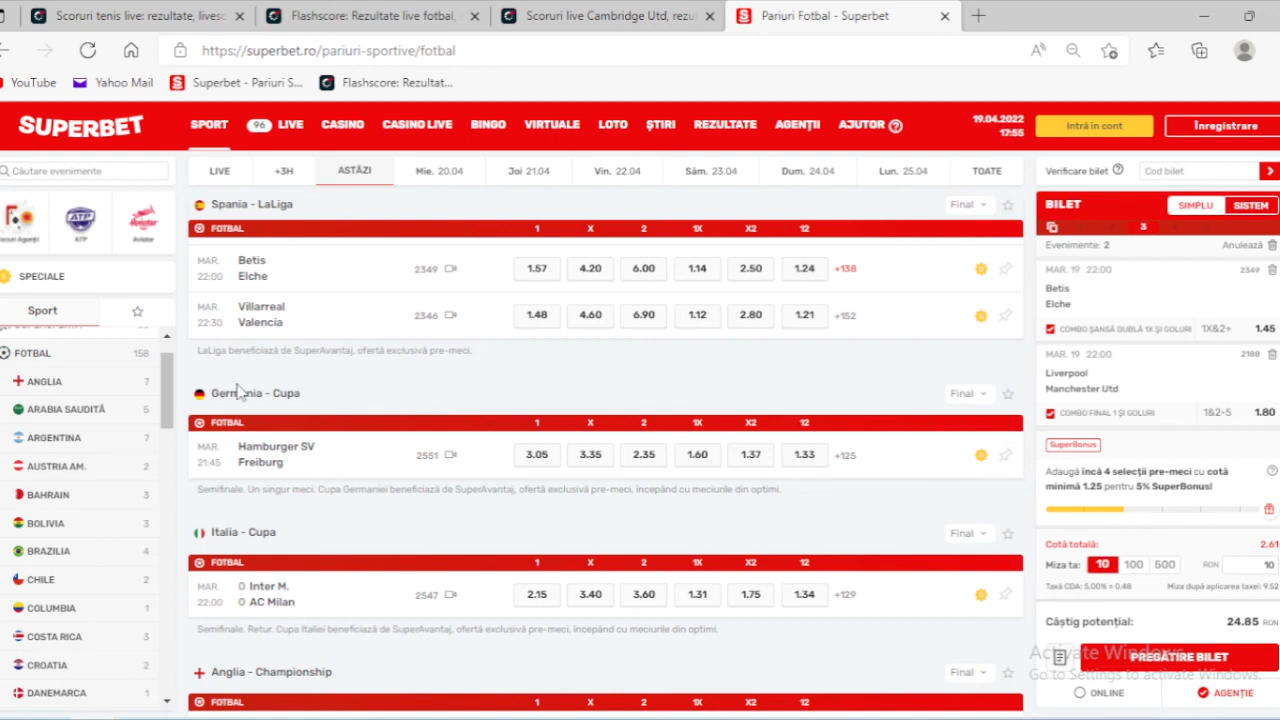 Scoruri tenis live: rezultate, livesc
Flashscore: Rezultate live fotbal,
Scoruri live Cambridge Utd, rezul
Pariuri Fotbal - Superbet
https://superbet.ro/pariuri-sportive/fotbal
YouTube
Yahoo Mail
Superbet - Pariuri S...
Flashscore: Rezultat...
SUPERBET
SPORT
96 LIVE
CASINO
CASINO LIVE
BINGO
VIRTUALE
LOTO
ȘTIRI
REZULTATE
AGENȚII
AJUTOR
19.04.2022
17:55
Intră în cont
Înregistrare
Căutare evenimente
LIVE
+3H
ASTĂZI
Mie. 20.04
Joi 21.04
Vin. 22.04
Sâm. 23.04
Dum. 24.04
Lun. 25.04
TOATE
Verificare bilet
Cod bilet
ATP
Aviator
SPECIALE
Sport
FOTBAL 158
ANGLIA 7
ARABIA SAUDITĂ 5
ARGENTINA 7
AUSTRIA AM. 2
BAHRAIN 3
BOLIVIA 3
BRAZILIA 4
CHILE 2
COLUMBIA 1
COSTA RICA 3
CROATIA 2
DANEMARCA 1
Spania - LaLiga Final
FOTBAL 1 X 2 1X X2 12
MAR. Betis
22:00 Elche
2349 1.57 4.20 6.00 1.14 2.50 1.24 +138
MAR. Villarreal
22:30 Valencia
2346 1.48 4.60 6.90 1.12 2.80 1.21 +152
LaLiga beneficiază de SuperAvantaj, ofertă exclusivă pre-meci.
Germania - Cupa Final
FOTBAL 1 X 2 1X X2 12
MAR. Hamburger SV
21:45 Freiburg
2551 3.05 3.35 2.35 1.60 1.37 1.33 +125
Semifinale. Un singur meci. Cupa Germaniei beneficiază de SuperAvantaj, ofertă exclusivă pre-meci, începând cu meciurile din optimi.
Italia - Cupa Final
FOTBAL 1 X 2 1X X2 12
MAR. 0 Inter M.
22:00 0 AC Milan
2547 2.15 3.40 3.60 1.31 1.75 1.34 +129
Semifinale. Retur. Cupa Italiei beneficiază de SuperAvantaj, ofertă exclusivă pre-meci, începând cu meciurile din optimi.
Anglia - Championship Final
FOTBAL 1 X 2 1X X2 12
BILET
SIMPLU SISTEM
3
Evenimente: 2 Anulează
MAR. 19 22:00 2349
Betis
Elche
COMBO ȘANSĂ DUBLĂ 1X ȘI GOLURI 1X&2+ 1.45
MAR. 19 22:00 2188
Liverpool
Manchester Utd
COMBO FINAL 1 ȘI GOLURI 1&2-5 1.80
SuperBonus
Adaugă încă 4 selecții pre-meci cu cotă
minimă 1.25 pentru 5% SuperBonus!
Cotă totală: 2.61
Miza ta: 10 100 500 RON 10
Taxă CDA: 5.00% = 0.48 Miza după aplicarea taxei: 9.52
Câștig potențial: 24.85 RON
PREGĂTIRE BILET
Activate Windows
Go to Settings to activate Windows.
ONLINE
AGENȚIE